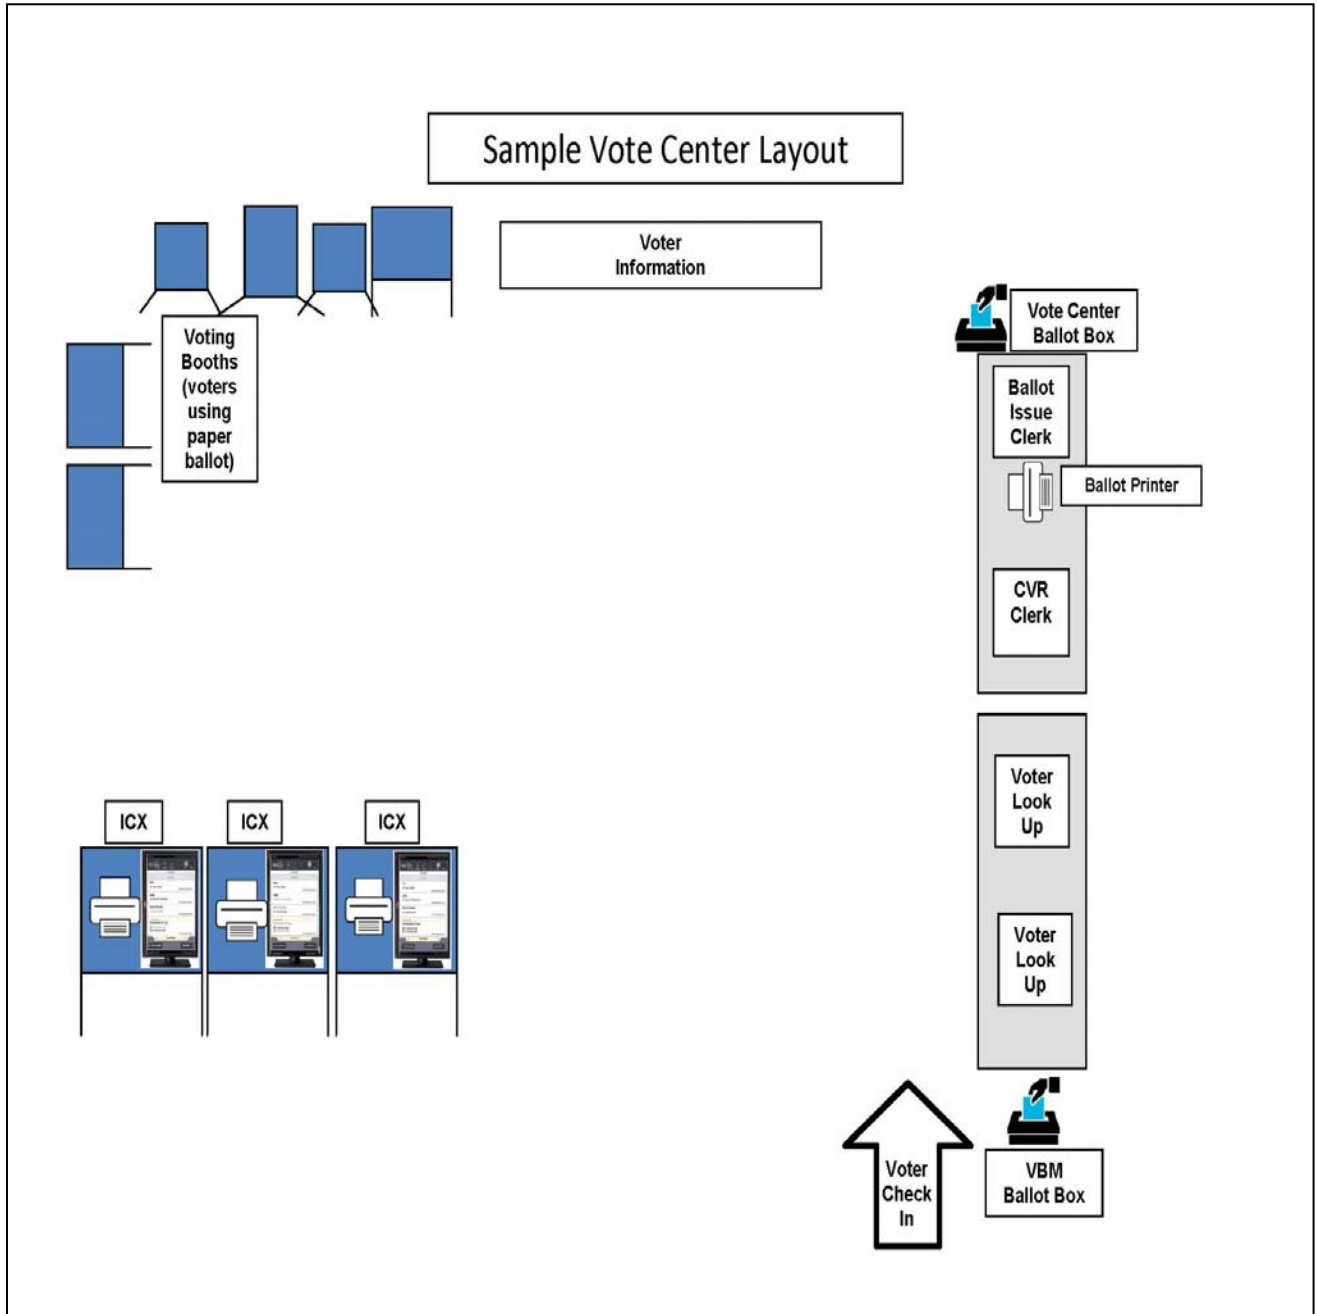 Sample Vote Center Layout
Voter
Information
Vote Center
Ballot Box
Voting
Booths
(voters
using
paper
ballot)
Ballot
Issue
Clerk
Ballot Printer
CVR
Clerk
Voter
Look
Up
ICX
ICX
ICX
Voter
Look
Up
Voter
Check
In
VBM
Ballot Box